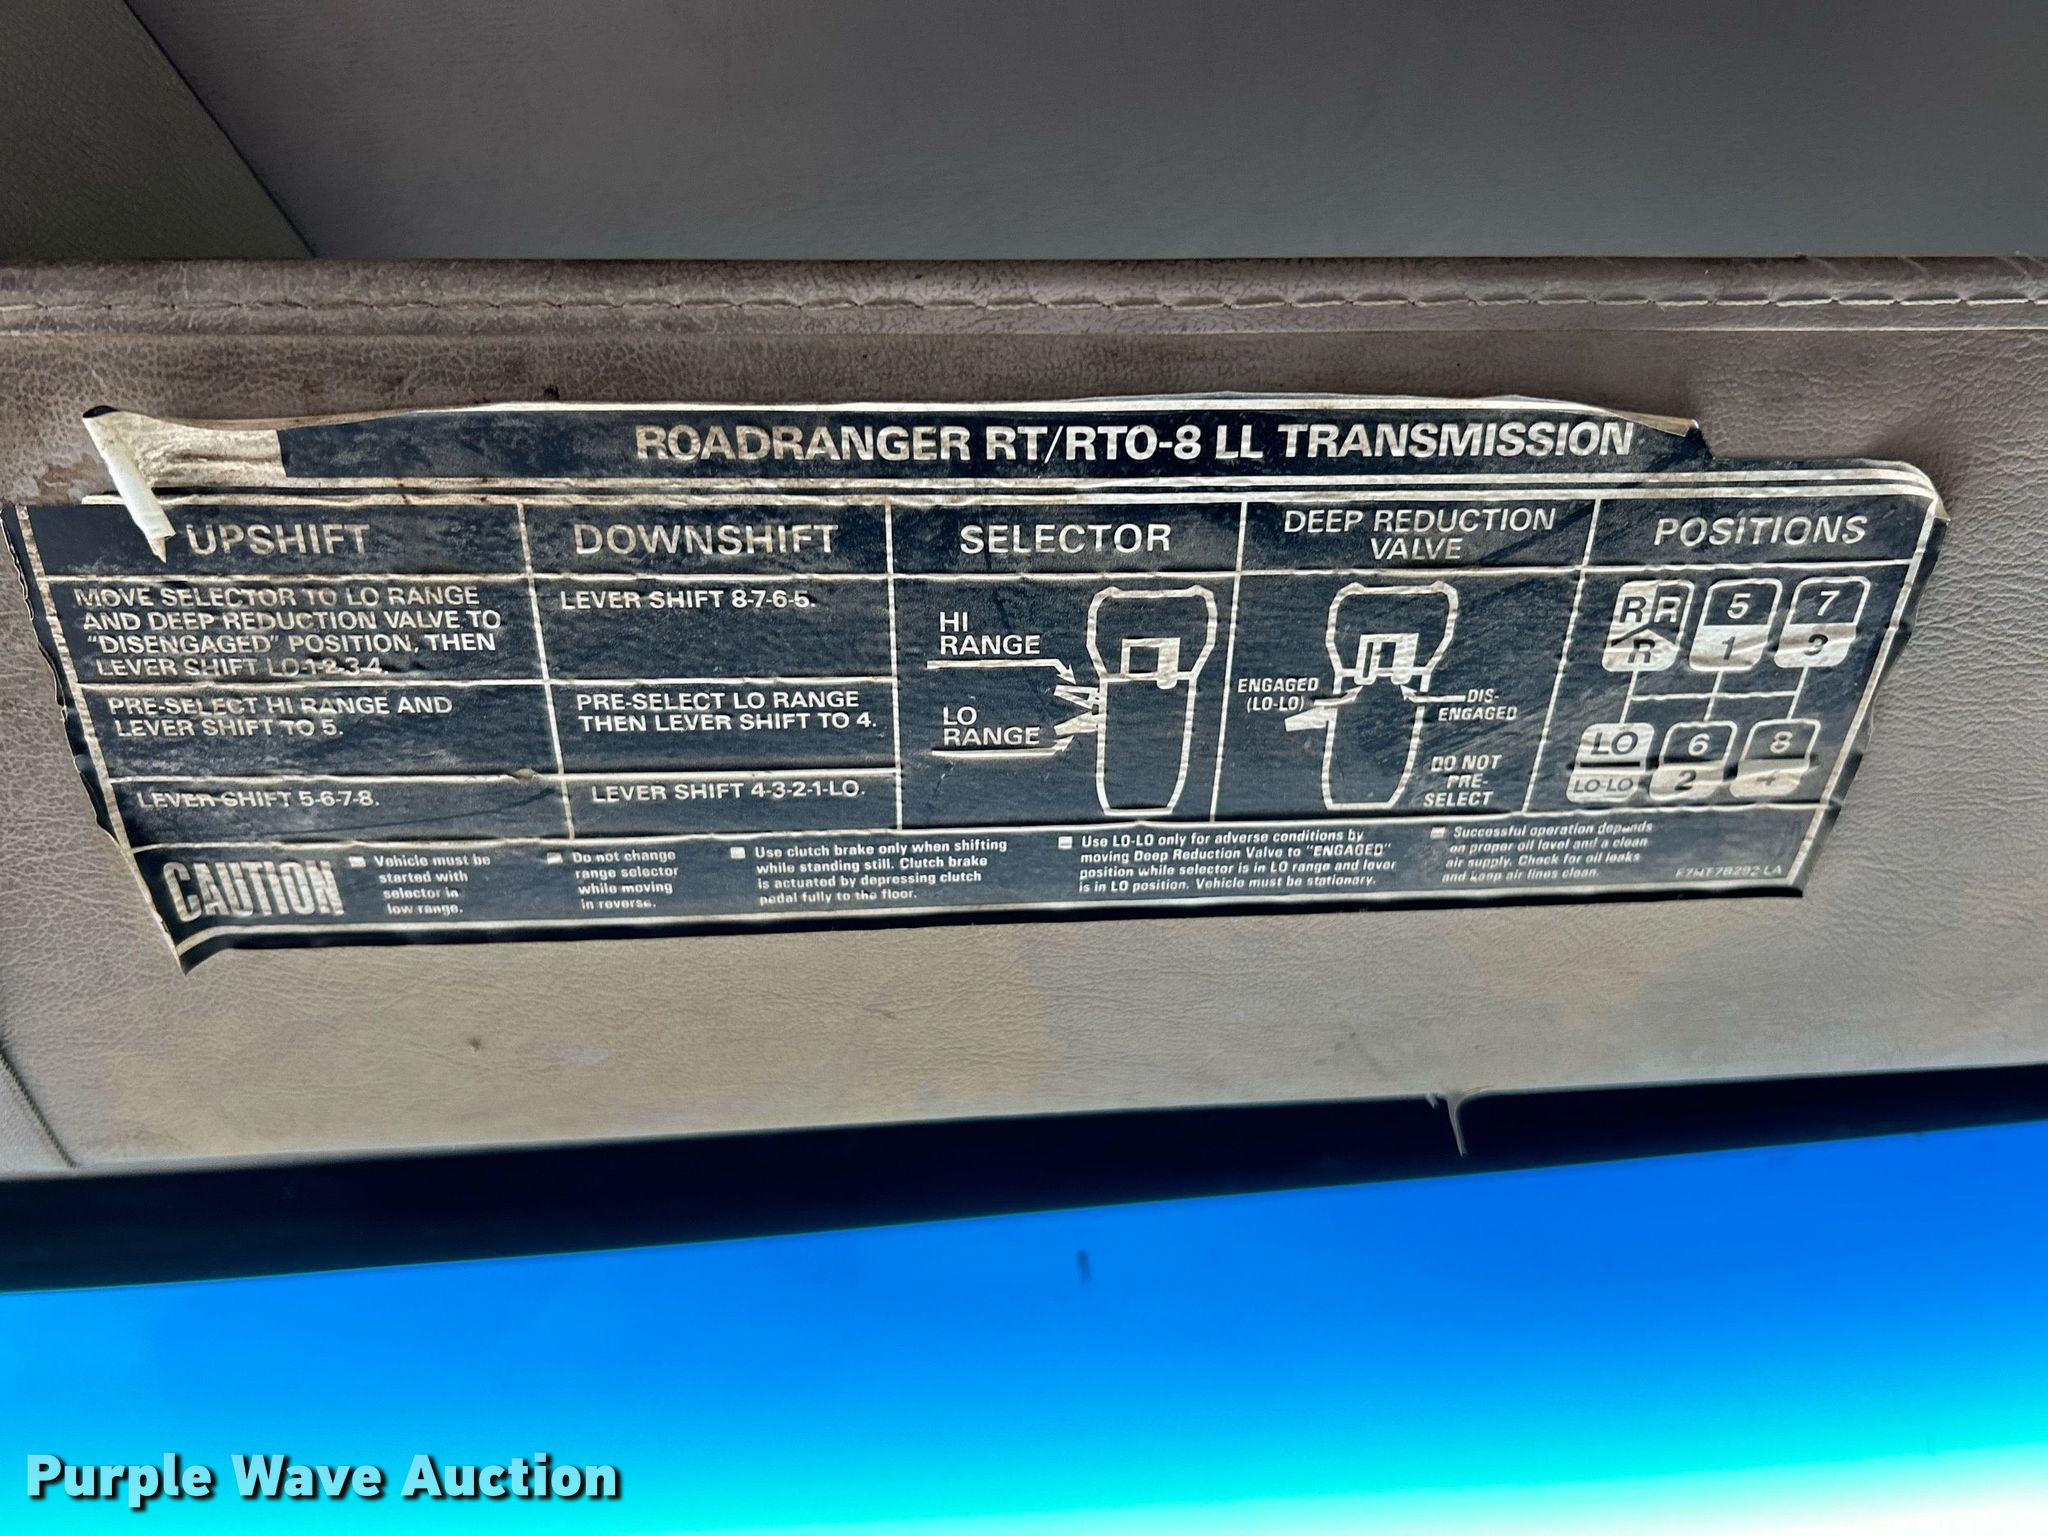 ROADRANGER RT/RTO-8 LL TRANSMISSION
UPSHIFT
MOVE SELECTOR TO LO RANGE
AND DEEP REDUCTION VALVE TO
"DISENGAGED" POSITION, THEN
LEVER SHIFT LO-1-2-3-4.
PRE-SELECT HI RANGE AND
LEVER SHIFT TO 5.
LEVER SHIFT 5-6-7-8.
DOWNSHIFT
LEVER SHIFT 8-7-6-5.
PRE-SELECT LO RANGE
THEN LEVER SHIFT TO 4.
LEVER SHIFT 4-3-2-1-LO.
SELECTOR
HI
RANGE
LO
RANGE
DEEP REDUCTION
VALVE
ENGAGED
(LO-LO)
DIS-
ENGAGED
DO NOT
PRE-
SELECT
POSITIONS
R R 5 7
R 1 3
LO 6 8
LO-LO 2 4
CAUTION
Vehicle must be
started with
selector in
low range.
Do not change
range selector
while moving
in reverse.
Use clutch brake only when shifting
while standing still. Clutch brake
is actuated by depressing clutch
pedal fully to the floor.
Use LO-LO only for adverse conditions by
moving Deep Reduction Valve to "ENGAGED"
position while selector is in LO range and lever
is in LO position. Vehicle must be stationary.
Successful operation depends
on proper oil level and a clean
air supply. Check for oil leaks
and keep air lines clean.
E7HT7B292LA
Purple Wave Auction